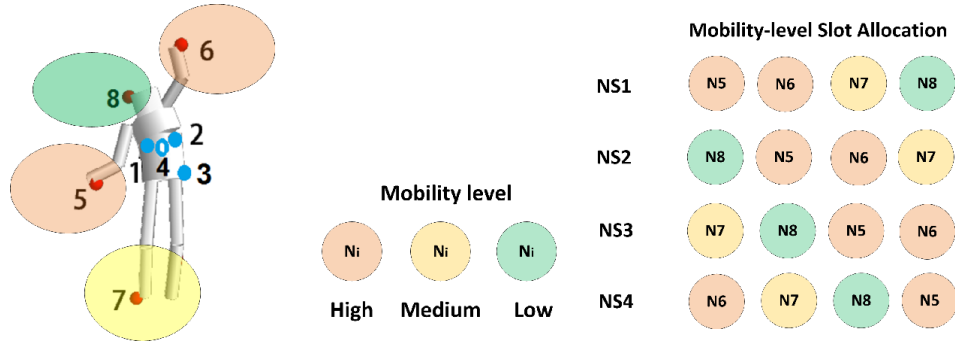 6
8
2
1
4
3
5
7
Mobility level
Ni Ni Ni
High Medium Low
Mobility-level Slot Allocation
NS1 N5 N6 N7 N8
NS2 N8 N5 N6 N7
NS3 N7 N8 N5 N6
NS4 N6 N7 N8 N5